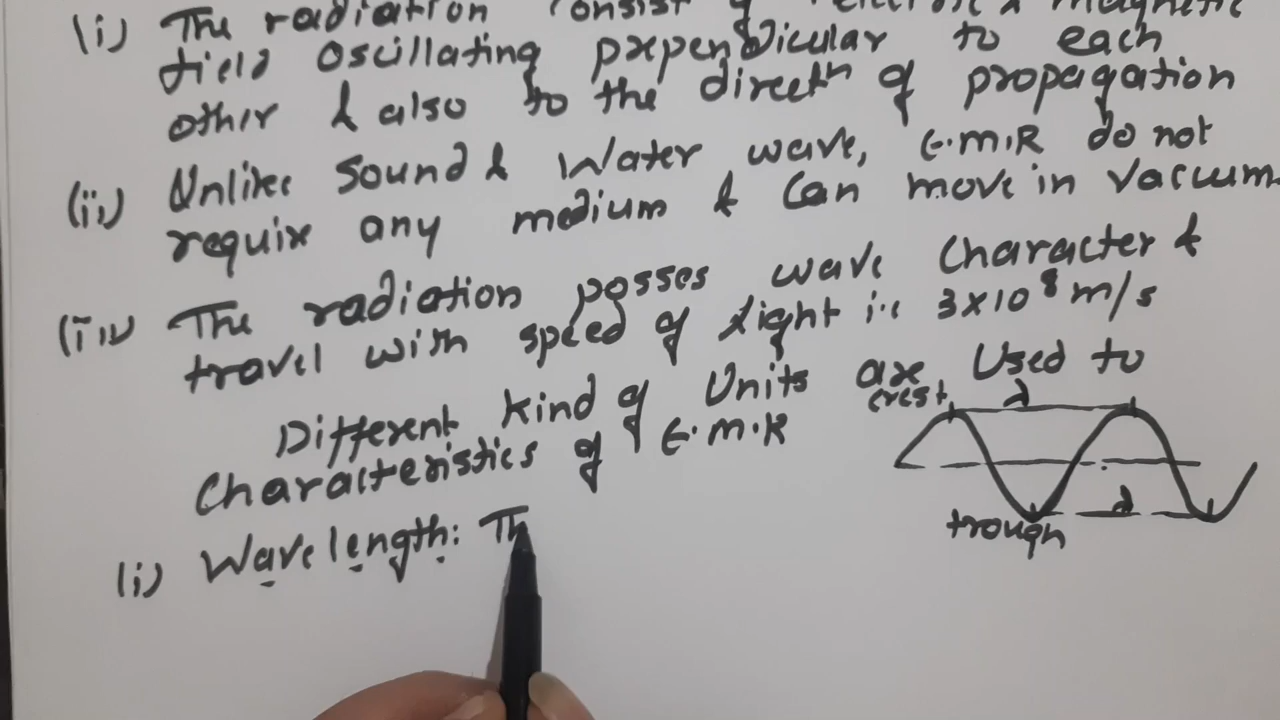 (i) The radiation consist of electric & magnetic
field oscillating perpendicular to each
other & also to the directn of propagation
(ii) Unlike Sound & Water wave, E.M.R do not
require any medium & Can move in Vacuum.
(iii) The radiation posses wave Character &
travel with speed of light i.e 3x10⁸ m/s
Different kind of Units are Used to
Characteristics of E.M.R
crest λ
λ
trough
(i) Wave length: Th